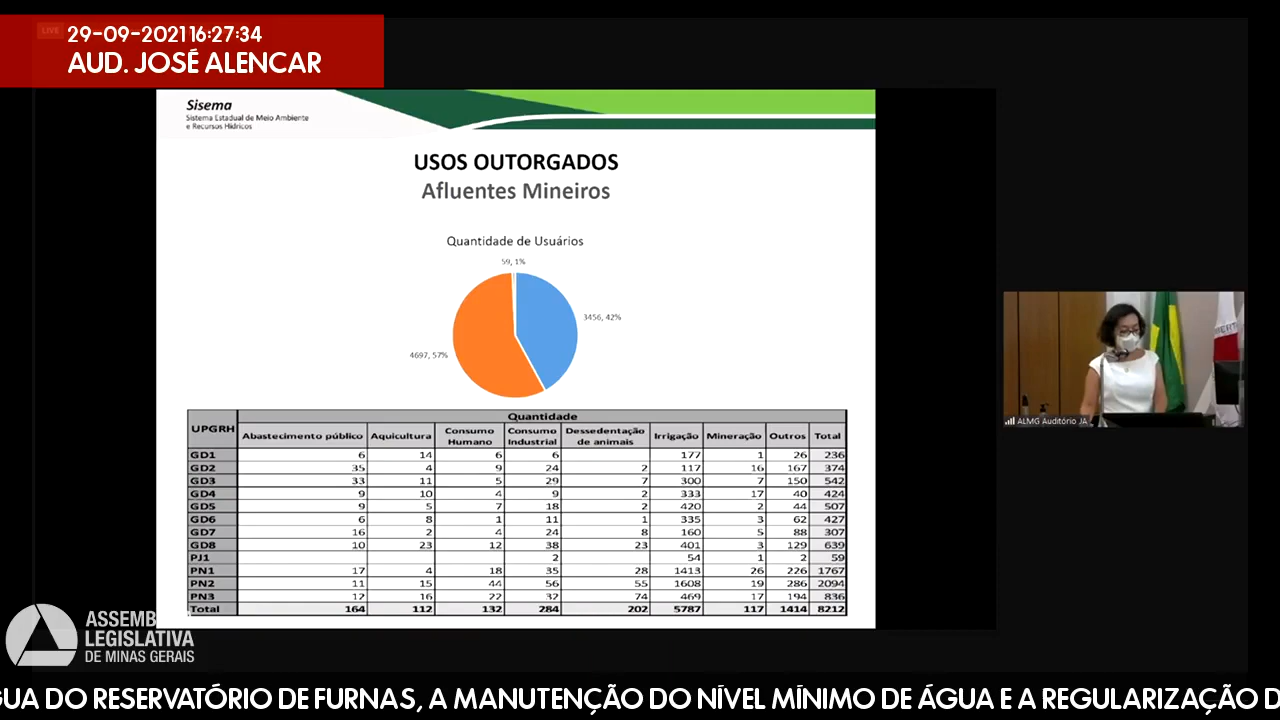 LIVE
29-09-2021 16:27:34
AUD. JOSÉ ALENCAR
Sisema
Sistema Estadual de Meio Ambiente
e Recursos Hídricos
USOS OUTORGADOS
Afluentes Mineiros
Quantidade de Usuários
59, 1%
3456, 42%
4697, 57%
UPGRH Quantidade
Abastecimento público Aquicultura Consumo Humano Consumo Industrial Dessedentação de animais Irrigação Mineração Outros Total
GD1 6 14 6 6 177 1 26 236
GD2 35 4 9 24 2 117 16 167 374
GD3 33 11 5 29 7 300 7 150 542
GD4 9 10 4 9 2 333 17 40 424
GD5 9 5 7 18 2 420 2 44 507
GD6 6 8 1 11 1 335 3 62 427
GD7 16 2 4 24 8 160 5 88 307
GD8 10 23 12 38 23 401 3 129 639
PJ1 2 54 1 2 59
PN1 17 4 18 35 28 1413 26 226 1767
PN2 11 15 44 56 55 1608 19 286 2094
PN3 12 16 22 32 74 469 17 194 836
Total 164 112 132 284 202 5787 117 1414 8212
ALMG Auditório JA
ASSEMB
LEGISLATIVA
DE MINAS GERAIS
GUA DO RESERVATÓRIO DE FURNAS, A MANUTENÇÃO DO NÍVEL MÍNIMO DE ÁGUA E A REGULARIZAÇÃO D